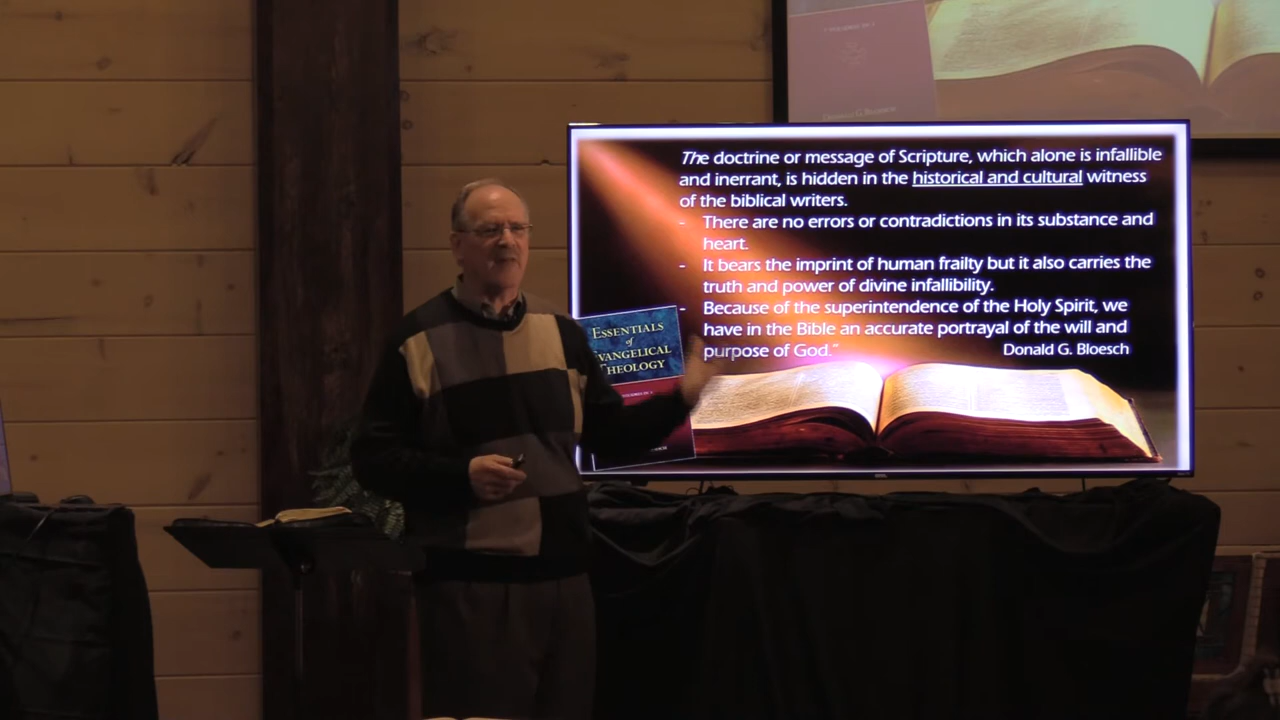 The doctrine or message of Scripture, which alone is infallible
and inerrant, is hidden in the historical and cultural witness
of the biblical writers.
- There are no errors or contradictions in its substance and
heart.
- It bears the imprint of human frailty but it also carries the
truth and power of divine infallibility.
- Because of the superintendence of the Holy Spirit, we
have in the Bible an accurate portrayal of the will and
purpose of God."
Donald G. Bloesch
ESSENTIALS
of
EVANGELICAL
THEOLOGY